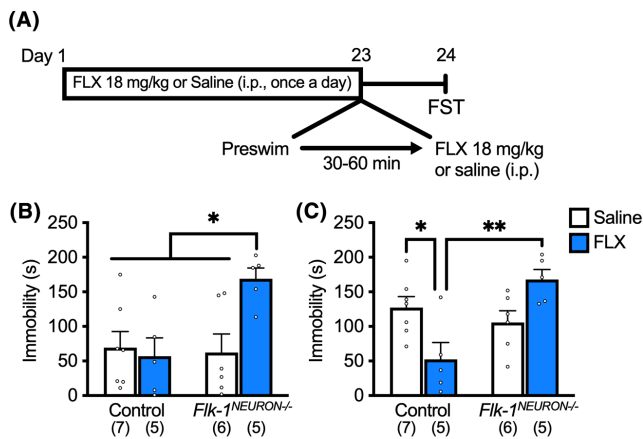 (A)
Day 1 23 24
FLX 18 mg/kg or Saline (i.p., once a day)
FST
Preswim FLX 18 mg/kg
30-60 min or saline (i.p.)
(B)
Immobility (s)
250
200
150
100
50
0
*
Control Flk-1NEURON-/-
(7) (5) (6) (5)
(C)
Immobility (s)
250
200
150
100
50
0
* **
Control Flk-1NEURON-/-
(7) (5) (6) (5)
Saline
FLX